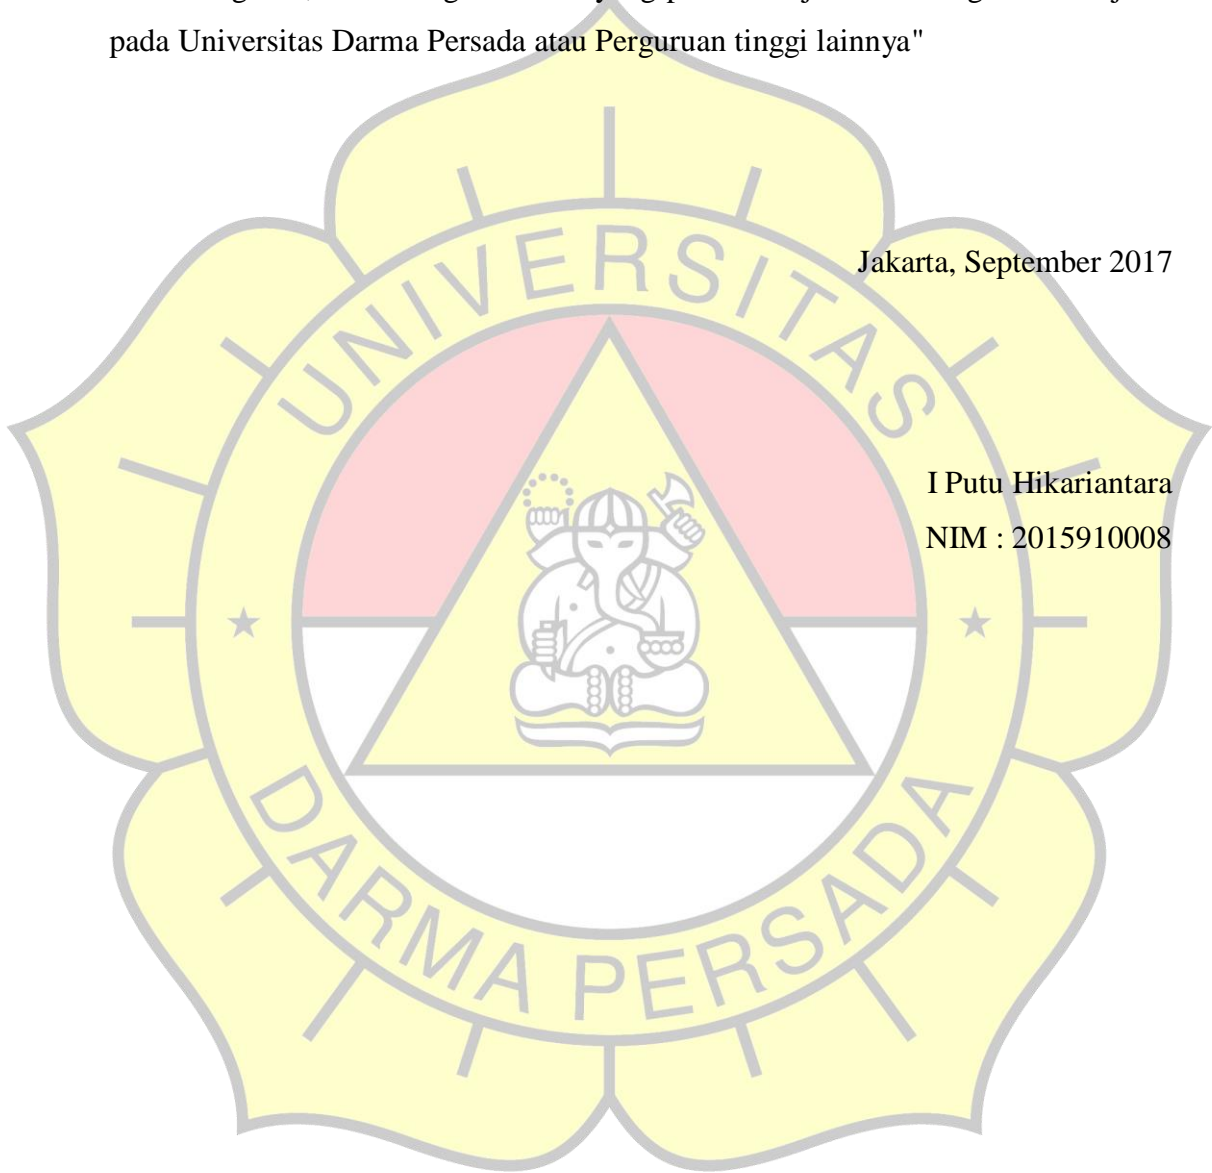 pada Universitas Darma Persada atau Perguruan tinggi lainnya"
Jakarta, September 2017
I Putu Hikariantara
NIM : 2015910008
UNIVERSITAS
DARMA PERSADA